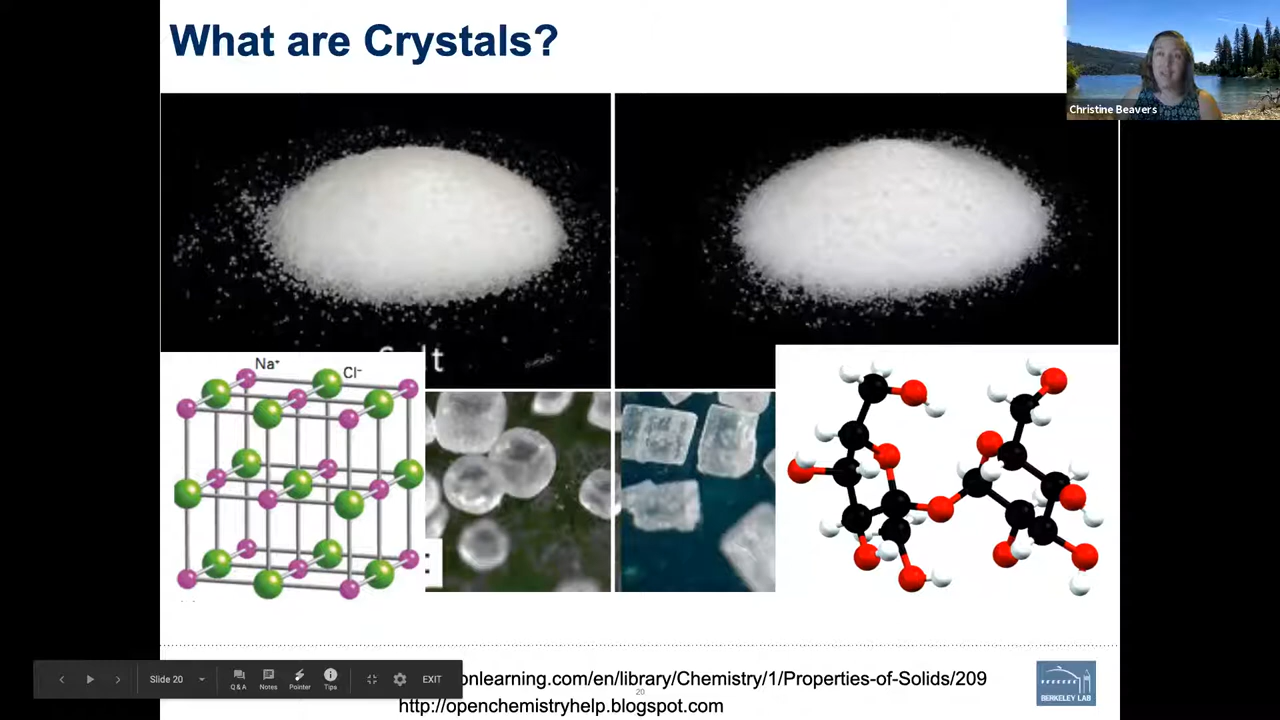 What are Crystals?
Christine Beavers
Na⁺
Cl⁻
Slide 20
Q & A
Notes
Pointer
Tips
EXIT
onlearning.com/en/library/Chemistry/1/Properties-of-Solids/209
20
http://openchemistryhelp.blogspot.com
BERKELEY LAB